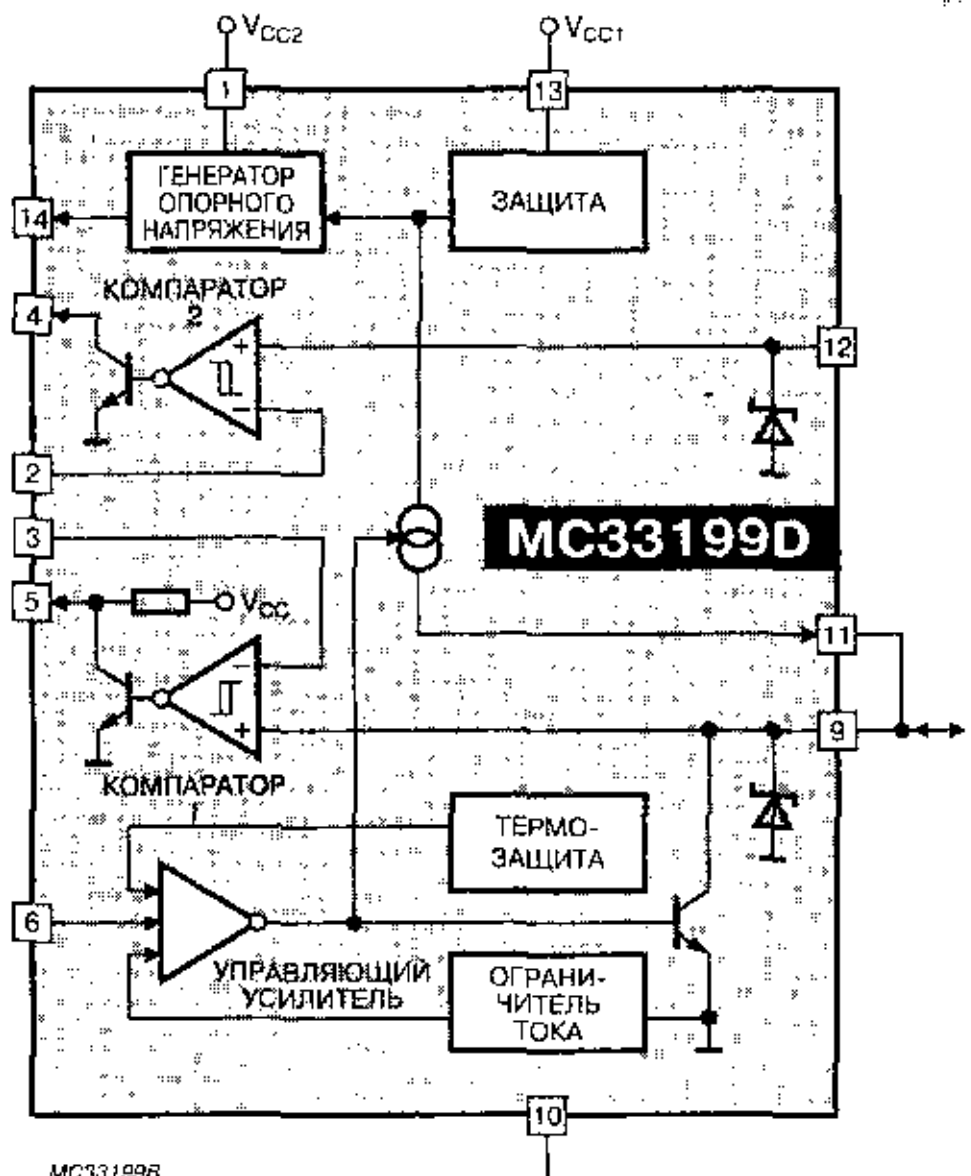 VCC2
VCC1
1
13
ГЕНЕРАТОР
ОПОРНОГО
НАПРЯЖЕНИЯ
ЗАЩИТА
14
КОМПАРАТОР
2
4
+
12
−
2
3
MC33199D
5
VCC
11
−
+
9
КОМПАРАТОР
1
ТЕРМО-
ЗАЩИТА
6
УПРАВЛЯЮЩИЙ
УСИЛИТЕЛЬ
ОГРАНИ-
ЧИТЕЛЬ
ТОКА
10
MC33199B